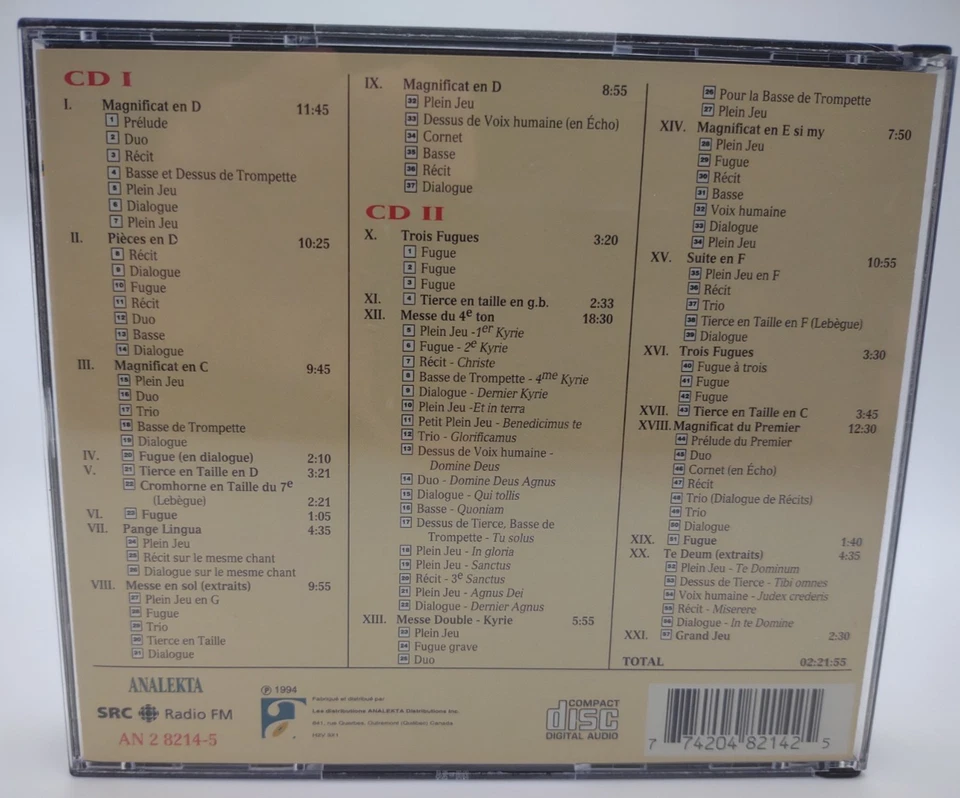 CD I
I. Magnificat en D 11:45
1 Prélude
2 Duo
3 Récit
4 Basse et Dessus de Trompette
5 Plein Jeu
6 Dialogue
7 Plein Jeu
II. Pièces en D 10:25
8 Récit
9 Dialogue
10 Fugue
11 Récit
12 Duo
13 Basse
14 Dialogue
III. Magnificat en C 9:45
15 Plein Jeu
16 Duo
17 Trio
18 Basse de Trompette
19 Dialogue
IV. 20 Fugue (en dialogue) 2:10
V. 21 Tierce en Taille en D 3:21
22 Cromhorne en Taille du 7e
(Lebègue) 2:21
VI. 23 Fugue 1:05
VII. Pange Lingua 4:35
24 Plein Jeu
25 Récit sur le mesme chant
26 Dialogue sur le mesme chant
VIII. Messe en sol (extraits) 9:55
27 Plein Jeu en G
28 Fugue
29 Trio
30 Tierce en Taille
31 Dialogue
IX. Magnificat en D 8:55
32 Plein Jeu
33 Dessus de Voix humaine (en Écho)
34 Cornet
35 Basse
36 Récit
37 Dialogue
CD II
X. Trois Fugues 3:20
1 Fugue
2 Fugue
3 Fugue
XI. 4 Tierce en taille en g.b. 2:33
XII. Messe du 4e ton 18:30
5 Plein Jeu -1er Kyrie
6 Fugue - 2e Kyrie
7 Récit - Christe
8 Basse de Trompette - 4me Kyrie
9 Dialogue - Dernier Kyrie
10 Plein Jeu -Et in terra
11 Petit Plein Jeu - Benedicimus te
12 Trio - Glorificamus
13 Dessus de Voix humaine -
Domine Deus
14 Duo - Domine Deus Agnus
15 Dialogue - Qui tollis
16 Basse - Quoniam
17 Dessus de Tierce, Basse de
Trompette - Tu solus
18 Plein Jeu - In gloria
19 Plein Jeu - Sanctus
20 Récit - 3e Sanctus
21 Plein Jeu - Agnus Dei
22 Dialogue - Dernier Agnus
XIII. Messe Double - Kyrie 5:55
23 Plein Jeu
24 Fugue grave
25 Duo
26 Pour la Basse de Trompette
27 Plein Jeu
XIV. Magnificat en E si my 7:50
28 Plein Jeu
29 Fugue
30 Récit
31 Basse
32 Voix humaine
33 Dialogue
34 Plein Jeu
XV. Suite en F 10:55
35 Plein Jeu en F
36 Récit
37 Trio
38 Tierce en Taille en F (Lebègue)
39 Dialogue
XVI. Trois Fugues 3:30
40 Fugue à trois
41 Fugue
42 Fugue
XVII. 43 Tierce en Taille en C 3:45
XVIII. Magnificat du Premier 12:30
44 Prélude du Premier
45 Duo
46 Cornet (en Écho)
47 Récit
48 Trio (Dialogue de Récits)
49 Trio
50 Dialogue
XIX. 51 Fugue 1:40
XX. Te Deum (extraits) 4:35
52 Plein Jeu - Te Dominum
53 Dessus de Tierce - Tibi omnes
54 Voix humaine - Judex crederis
55 Récit - Miserere
56 Dialogue - In te Domine
XXI. 57 Grand Jeu 2:30
TOTAL 02:21:55
ANALEKTA
SRC Radio FM
AN 2 8214-5
Ⓟ 1994
Fabriqué et distribué par
Les distributions ANALEKTA Distributions Inc.
841, rue Querbes, Outremont (Québec) Canada
COMPACT
disc
DIGITAL AUDIO
7 74204 82142 5